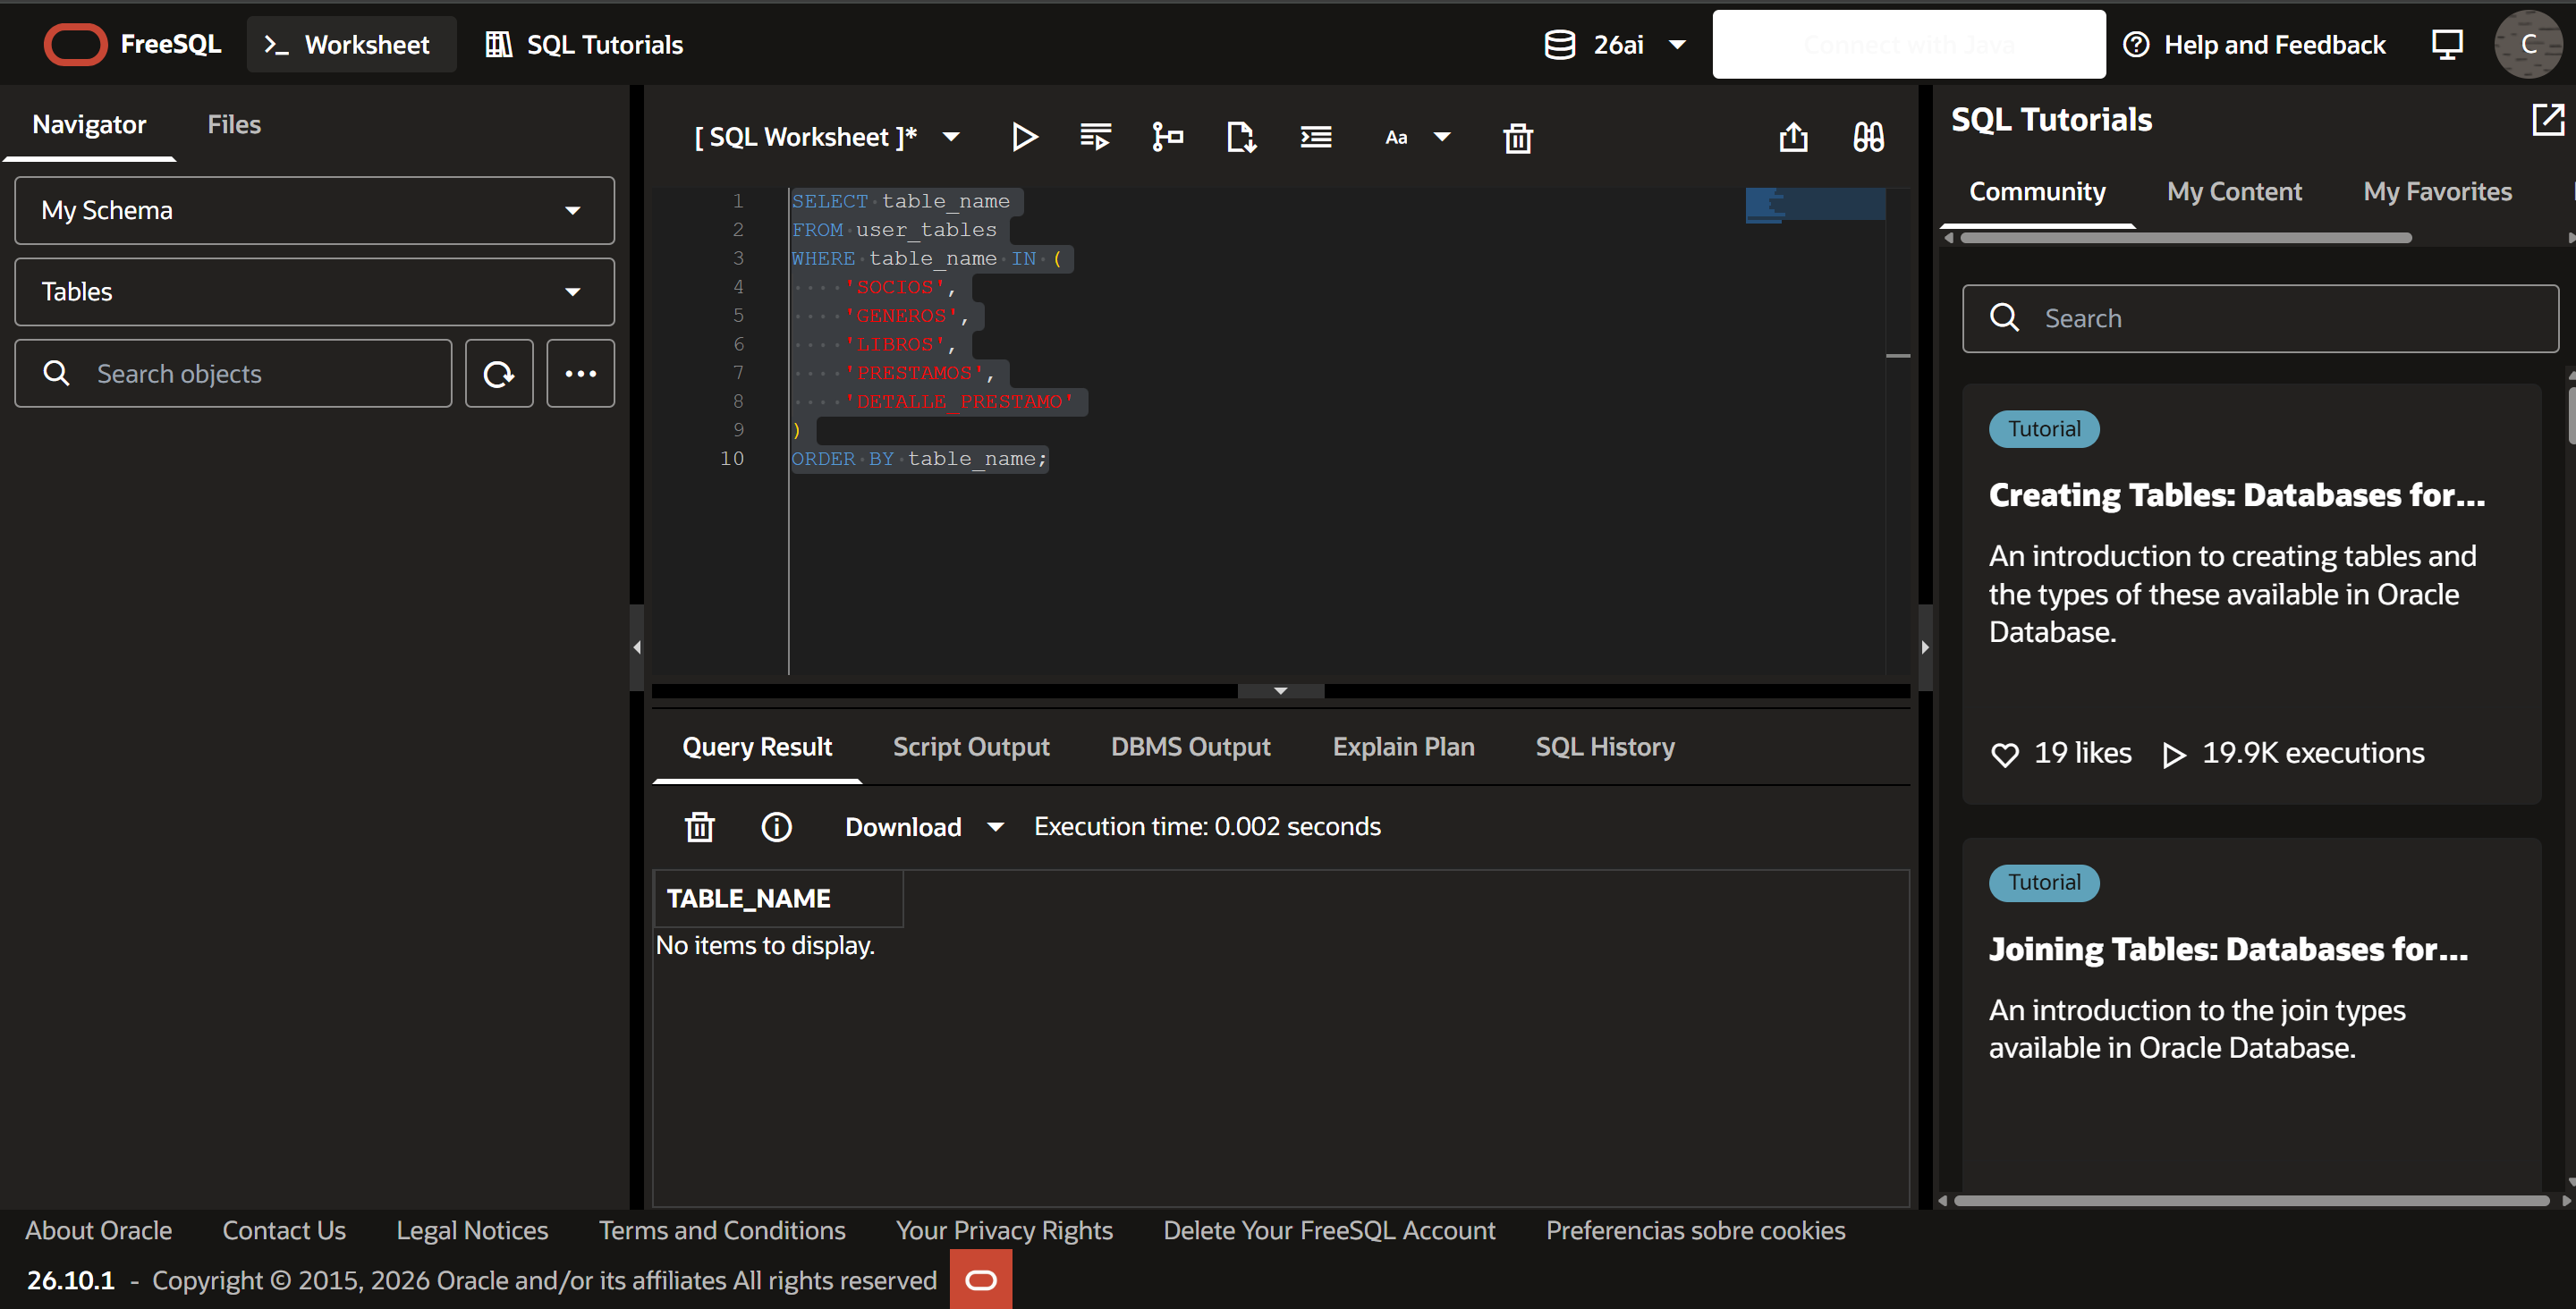 FreeSQL
Worksheet
SQL Tutorials
26ai
Connect with Java
Help and Feedback
C
Navigator
Files
My Schema
Tables
Search objects
[ SQL Worksheet ]*
Aa
1 SELECT table_name
2 FROM user_tables
3 WHERE table_name IN (
4 'SOCIOS',
5 'GENEROS',
6 'LIBROS',
7 'PRESTAMOS',
8 'DETALLE_PRESTAMO'
9 )
10 ORDER BY table_name;
Query Result
Script Output
DBMS Output
Explain Plan
SQL History
Download
Execution time: 0.002 seconds
TABLE_NAME
No items to display.
SQL Tutorials
Community
My Content
My Favorites
Search
Tutorial
Creating Tables: Databases for...
An introduction to creating tables and
the types of these available in Oracle
Database.
19 likes
19.9K executions
Tutorial
Joining Tables: Databases for...
An introduction to the join types
available in Oracle Database.
About Oracle
Contact Us
Legal Notices
Terms and Conditions
Your Privacy Rights
Delete Your FreeSQL Account
Preferencias sobre cookies
26.10.1 - Copyright © 2015, 2026 Oracle and/or its affiliates All rights reserved